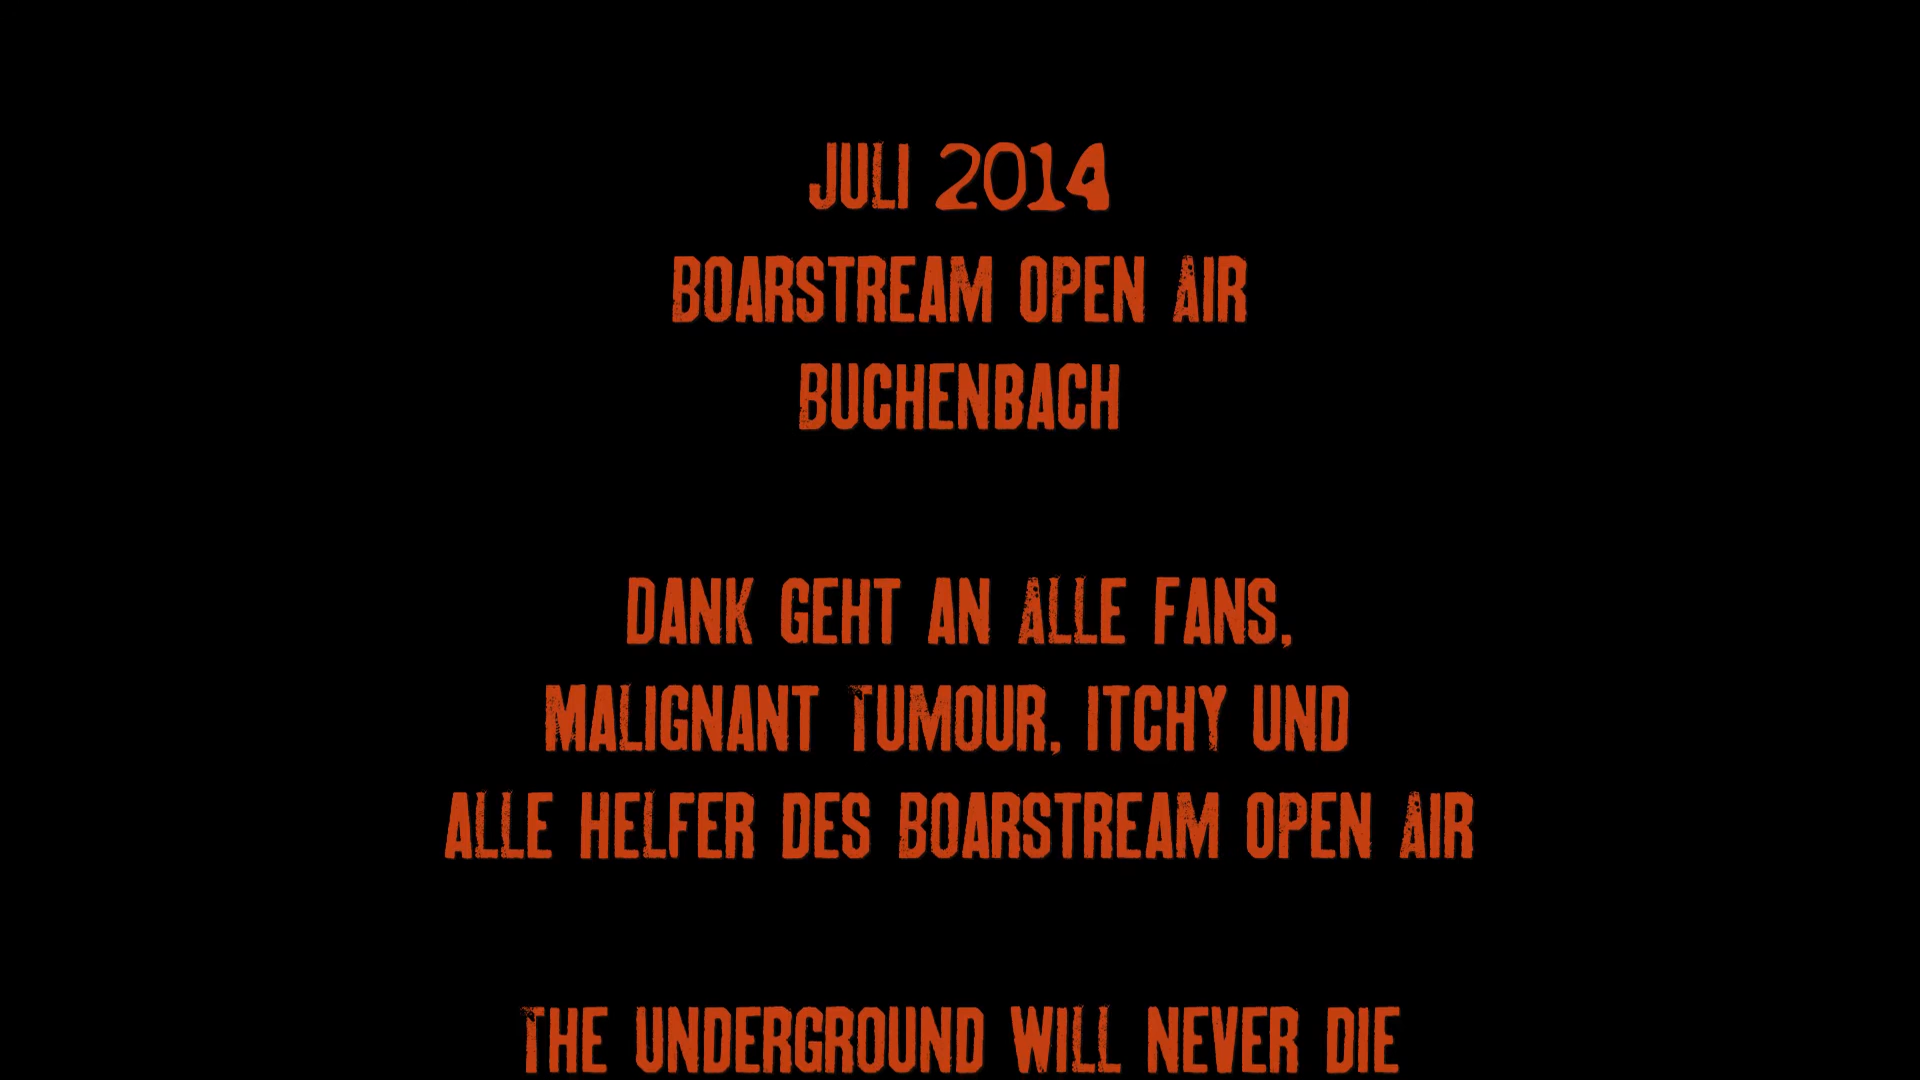 JULI 2014
BOARSTREAM OPEN AIR
BUCHENBACH
DANK GEHT AN ALLE FANS,
MALIGNANT TUMOUR, ITCHY UND
ALLE HELFER DES BOARSTREAM OPEN AIR
THE UNDERGROUND WILL NEVER DIE